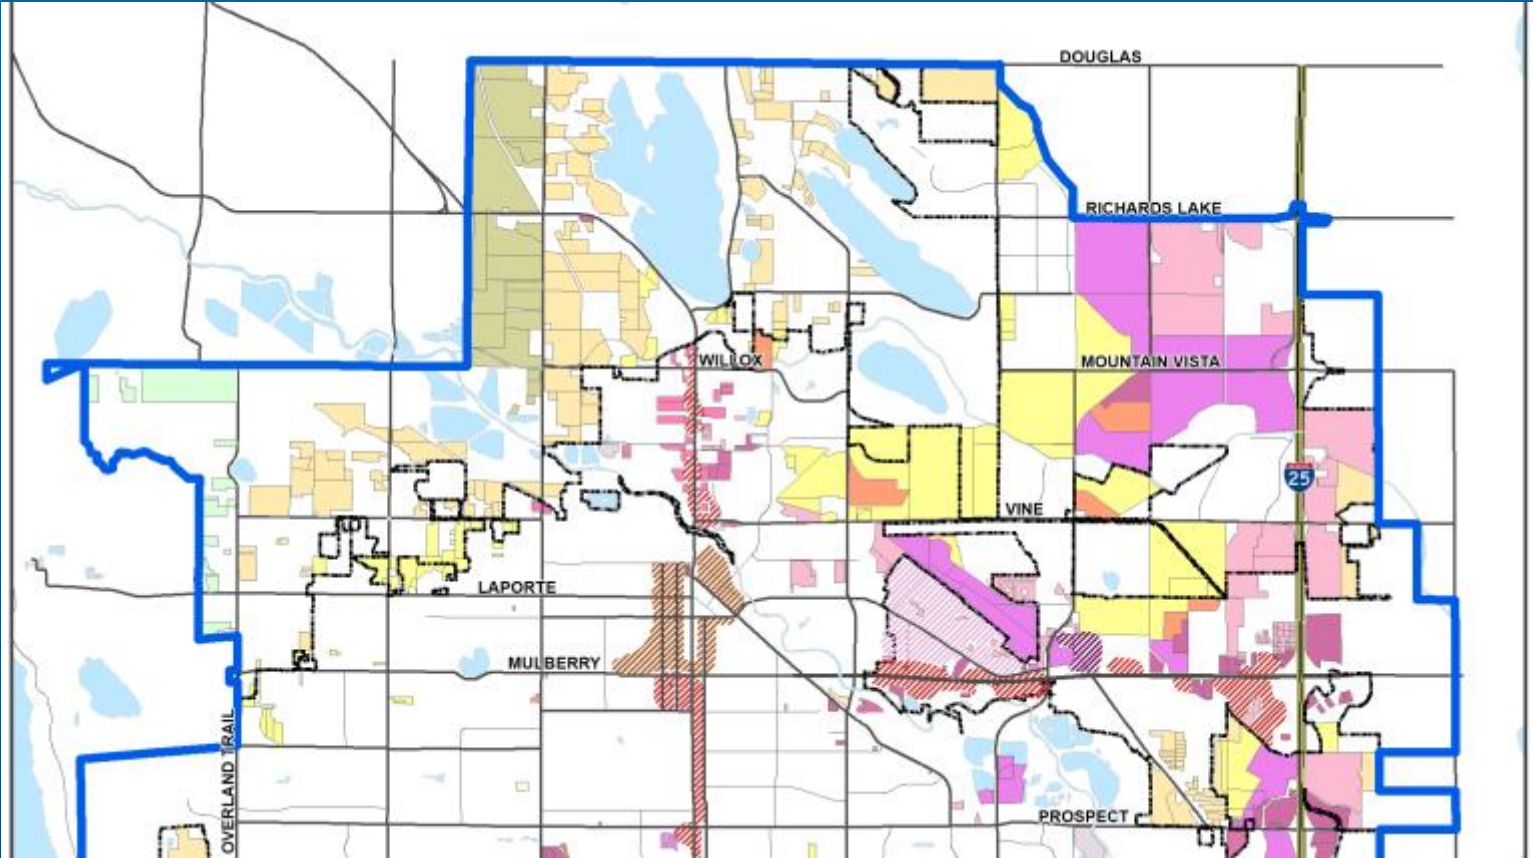 DOUGLAS
RICHARDS LAKE
WILLOX
MOUNTAIN VISTA
25
VINE
LAPORTE
MULBERRY
OVERLAND TRAIL
PROSPECT